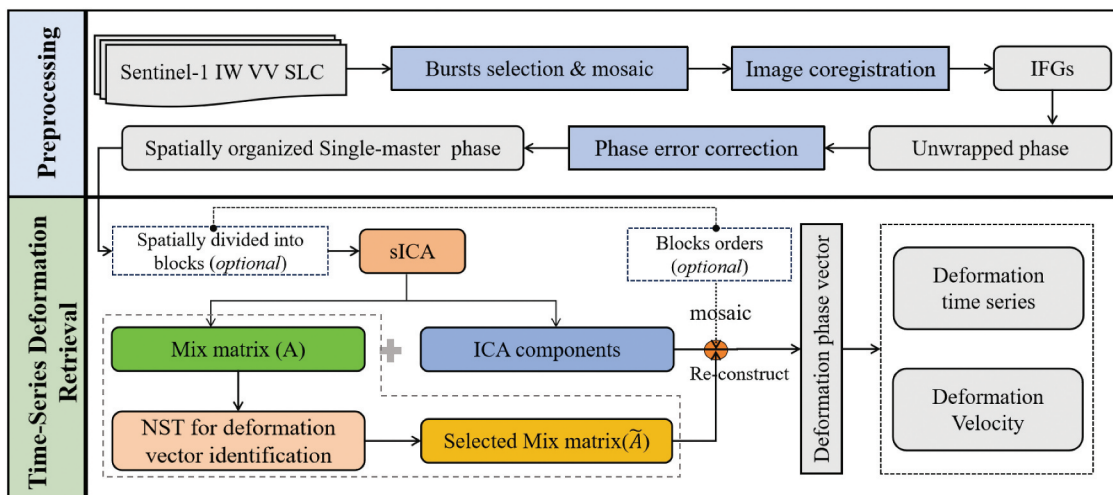 Preprocessing
Sentinel-1 IW VV SLC
Bursts selection & mosaic
Image coregistration
IFGs
Spatially organized Single-master phase
Phase error correction
Unwrapped phase
Time-Series Deformation
Retrieval
Spatially divided into
blocks (optional)
sICA
Blocks orders
(optional)
mosaic
Mix matrix (A)
ICA components
Re-construct
NST for deformation
vector identification
Selected Mix matrix(Ã)
Deformation phase vector
Deformation
time series
Deformation
Velocity